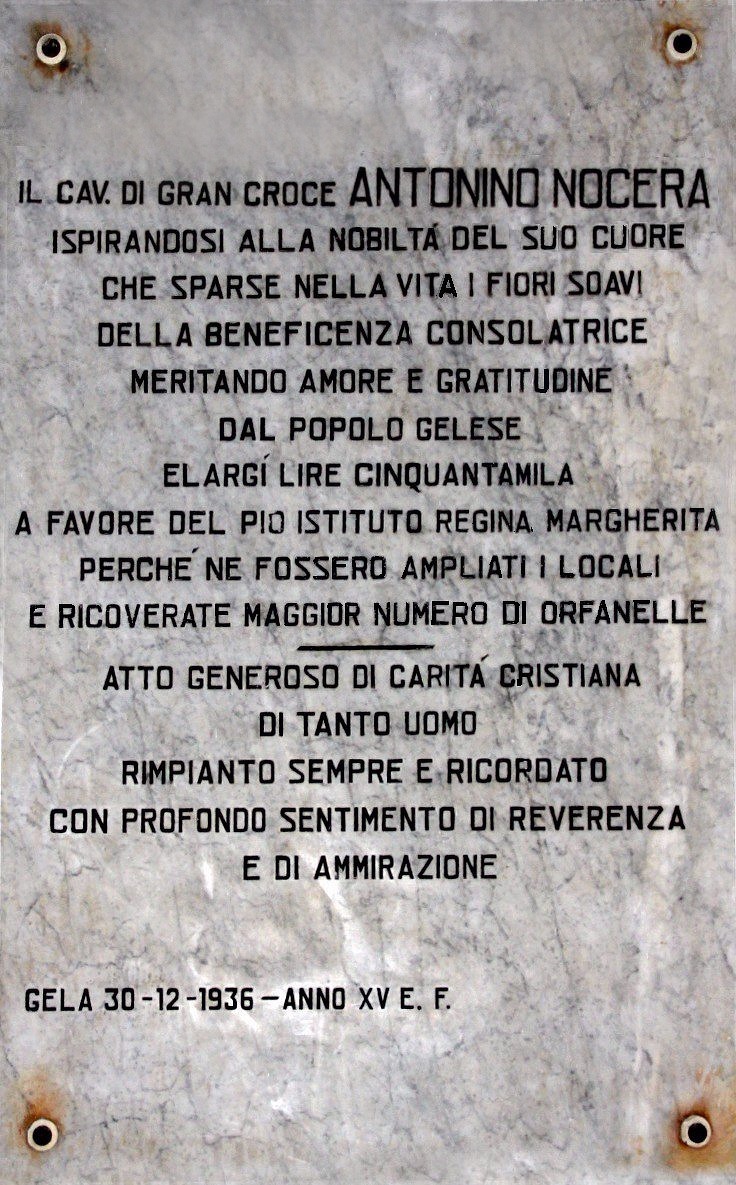 IL CAV. DI GRAN CROCE ANTONINO NOCERA
ISPIRANDOSI ALLA NOBILTÁ DEL SUO CUORE
CHE SPARSE NELLA VITA I FIORI SOAVI
DELLA BENEFICENZA CONSOLATRICE
MERITANDO AMORE E GRATITUDINE
DAL POPOLO GELESE
ELARGÍ LIRE CINQUANTAMILA
A FAVORE DEL PIO ISTITUTO REGINA MARGHERITA
PERCHÉ NE FOSSERO AMPLIATI I LOCALI
E RICOVERATE MAGGIOR NUMERO DI ORFANELLE
ATTO GENEROSO DI CARITÁ CRISTIANA
DI TANTO UOMO
RIMPIANTO SEMPRE E RICORDATO
CON PROFONDO SENTIMENTO DI REVERENZA
E DI AMMIRAZIONE
GELA 30-12-1936 – ANNO XV E. F.